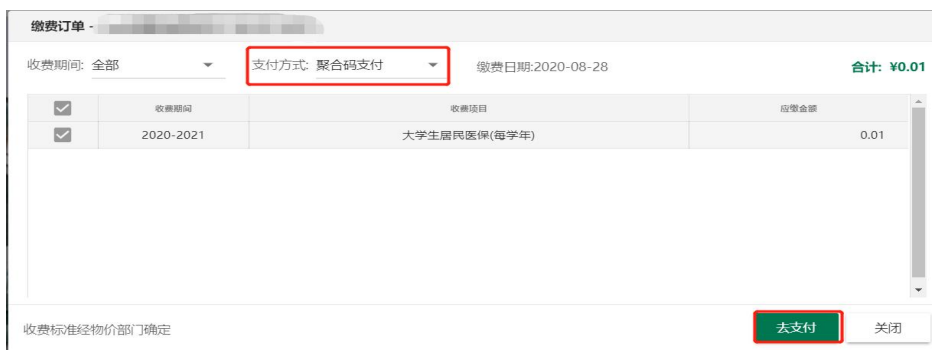 缴费订单 -
收费期间: 全部 支付方式: 聚合码支付 缴费日期:2020-08-28 合计: ¥0.01
收费期间 收费项目 应缴金额
2020-2021 大学生居民医保(每学年) 0.01
收费标准经物价部门确定 去支付 关闭